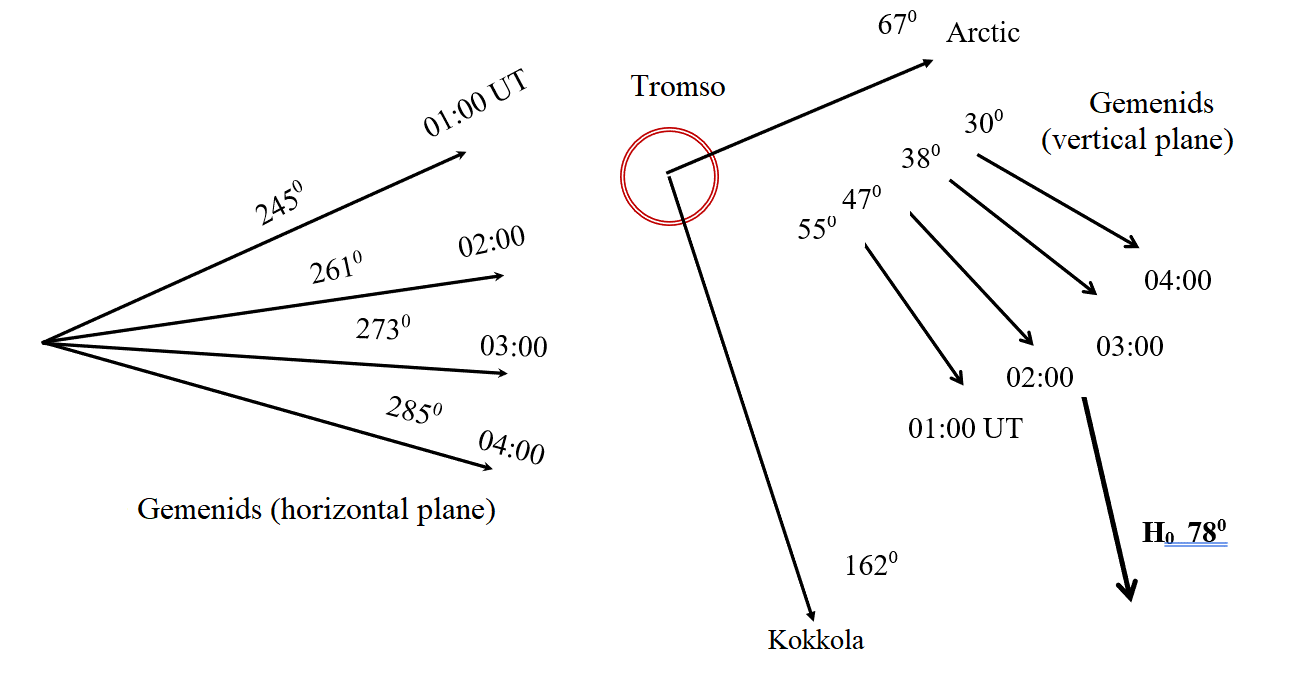 01:00 UT
245⁰
02:00
261⁰
273⁰
03:00
285⁰
04:00
Gemenids (horizontal plane)
67⁰
Arctic
Tromso
Gemenids
(vertical plane)
30⁰
38⁰
47⁰
55⁰
04:00
03:00
02:00
01:00 UT
H₀ 78⁰
162⁰
Kokkola